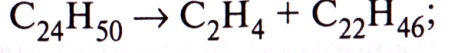 C₂₄H₅₀ → C₂H₄ + C₂₂H₄₆;